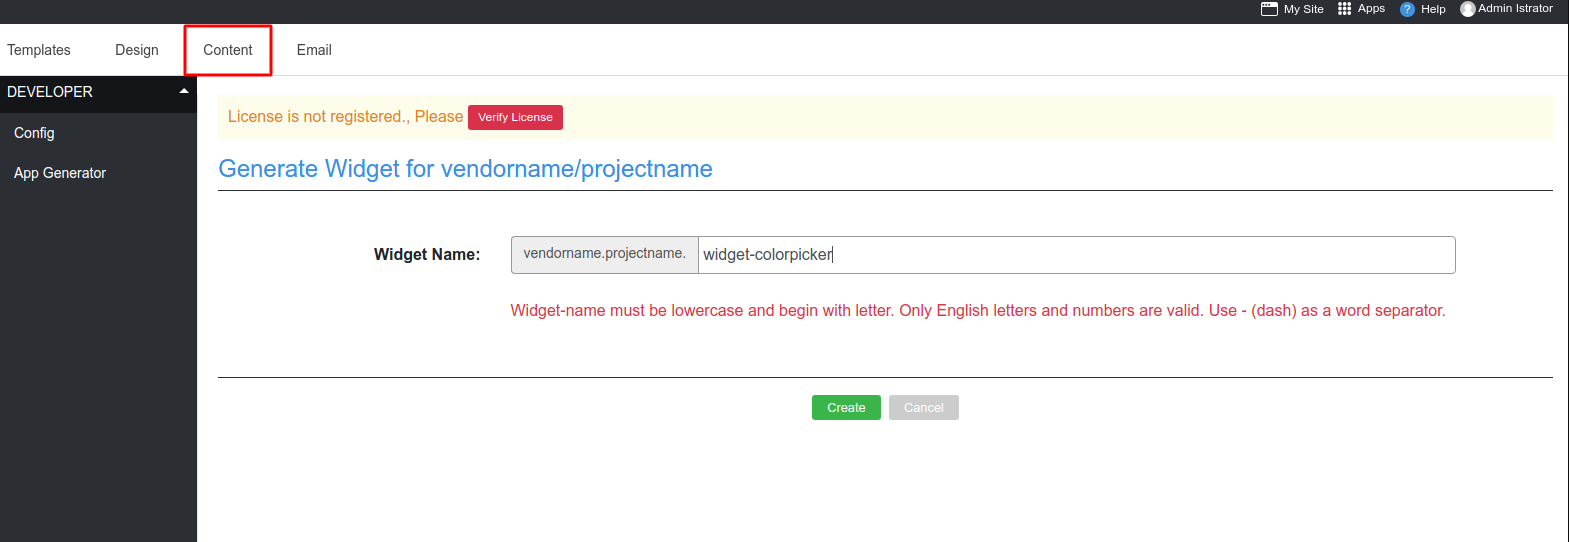 My Site Apps ? Help Admin Istrator
Templates Design Content Email
DEVELOPER
Config
App Generator
License is not registered., Please Verify License
Generate Widget for vendorname/projectname
Widget Name: vendorname.projectname. widget-colorpicker
Widget-name must be lowercase and begin with letter. Only English letters and numbers are valid. Use - (dash) as a word separator.
Create Cancel